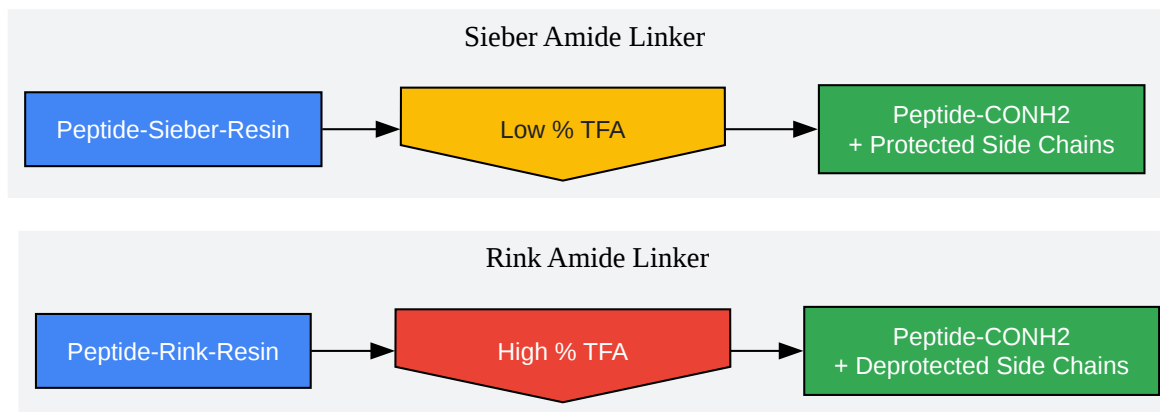 Sieber Amide Linker
Peptide-Sieber-Resin
Low % TFA
Peptide-CONH2
+ Protected Side Chains
Rink Amide Linker
Peptide-Rink-Resin
High % TFA
Peptide-CONH2
+ Deprotected Side Chains